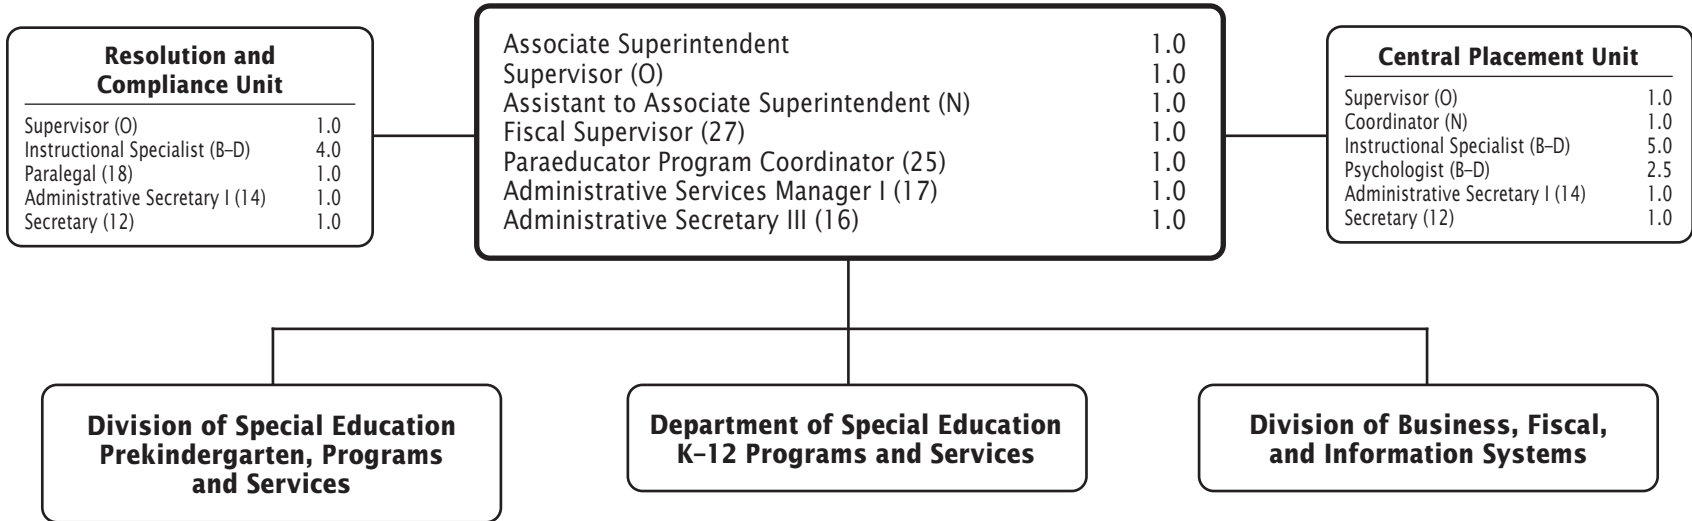 Resolution and
Compliance Unit
Supervisor (O) 1.0
Instructional Specialist (B–D) 4.0
Paralegal (18) 1.0
Administrative Secretary I (14) 1.0
Secretary (12) 1.0
Associate Superintendent 1.0
Supervisor (O) 1.0
Assistant to Associate Superintendent (N) 1.0
Fiscal Supervisor (27) 1.0
Paraeducator Program Coordinator (25) 1.0
Administrative Services Manager I (17) 1.0
Administrative Secretary III (16) 1.0
Central Placement Unit
Supervisor (O) 1.0
Coordinator (N) 1.0
Instructional Specialist (B–D) 5.0
Psychologist (B–D) 2.5
Administrative Secretary I (14) 1.0
Secretary (12) 1.0
Division of Special Education
Prekindergarten, Programs
and Services
Department of Special Education
K–12 Programs and Services
Division of Business, Fiscal,
and Information Systems